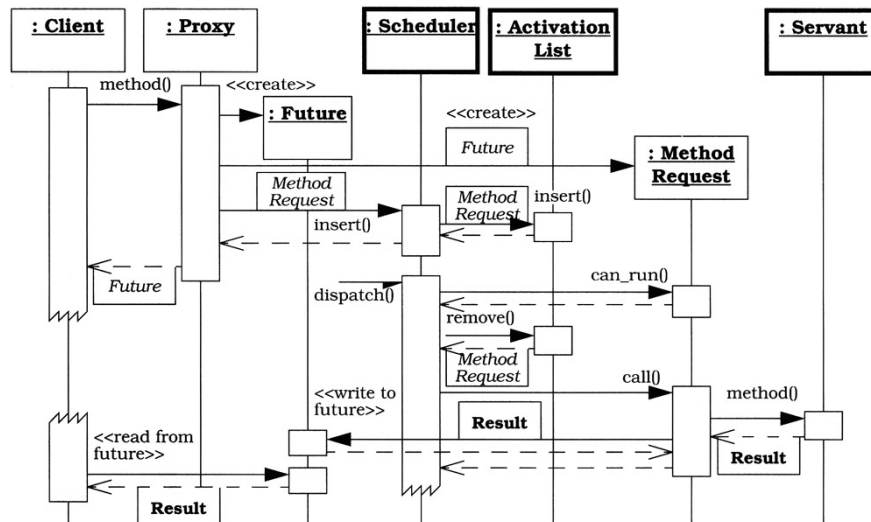 : Client
: Proxy
: Scheduler
: Activation
List
: Servant
method()
<<create>>
: Future
<<create>>
Future
: Method
Request
Method
Request
insert()
Method
Request
insert()
Future
dispatch()
can_run()
remove()
Method
Request
call()
<<write to
future>>
method()
Result
Result
<<read from
future>>
Result